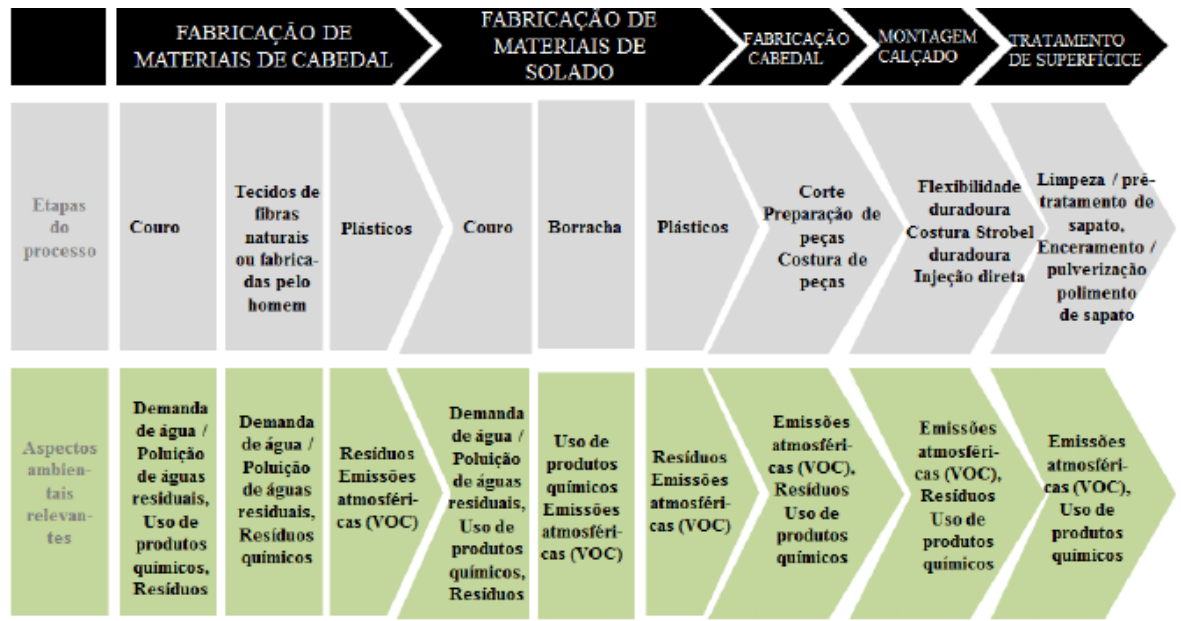 FABRICAÇÃO DE
MATERIAIS DE CABEDAL
FABRICAÇÃO DE
MATERIAIS DE
SOLADO
FABRICAÇÃO
CABEDAL
MONTAGEM
CALÇADO
TRATAMENTO
DE SUPERFÍCICE
Etapas
do
processo
Couro
Tecidos de
fibras
naturais
ou fabrica-
das pelo
homem
Plásticos
Couro
Borracha
Plásticos
Corte
Preparação de
peças
Costura de
peças
Flexibilidade
duradoura
Costura Strobel
duradoura
Injeção direta
Limpeza / pré-
tratamento de
sapato,
Enceramento /
pulverização
polimento
de sapato
Aspectos
ambien-
tais
relevan-
tes
Demanda
de água /
Poluição
de águas
residuais,
Uso de
produtos
químicos,
Resíduos
Demanda
de água /
Poluição
de águas
residuais,
Resíduos
químicos
Resíduos
Emissões
atmosféri-
cas (VOC)
Demanda
de água /
Poluição
de águas
residuais,
Uso de
produtos
químicos,
Resíduos
Uso de
produtos
químicos
Emissões
atmosféri-
cas (VOC)
Resíduos
Emissões
atmosféri-
cas (VOC)
Emissões
atmosféri-
cas (VOC),
Resíduos
Uso de
produtos
químicos
Emissões
atmosféri-
cas (VOC),
Resíduos
Uso de
produtos
químicos
Emissões
atmosféri-
cas (VOC),
Uso de
produtos
químicos